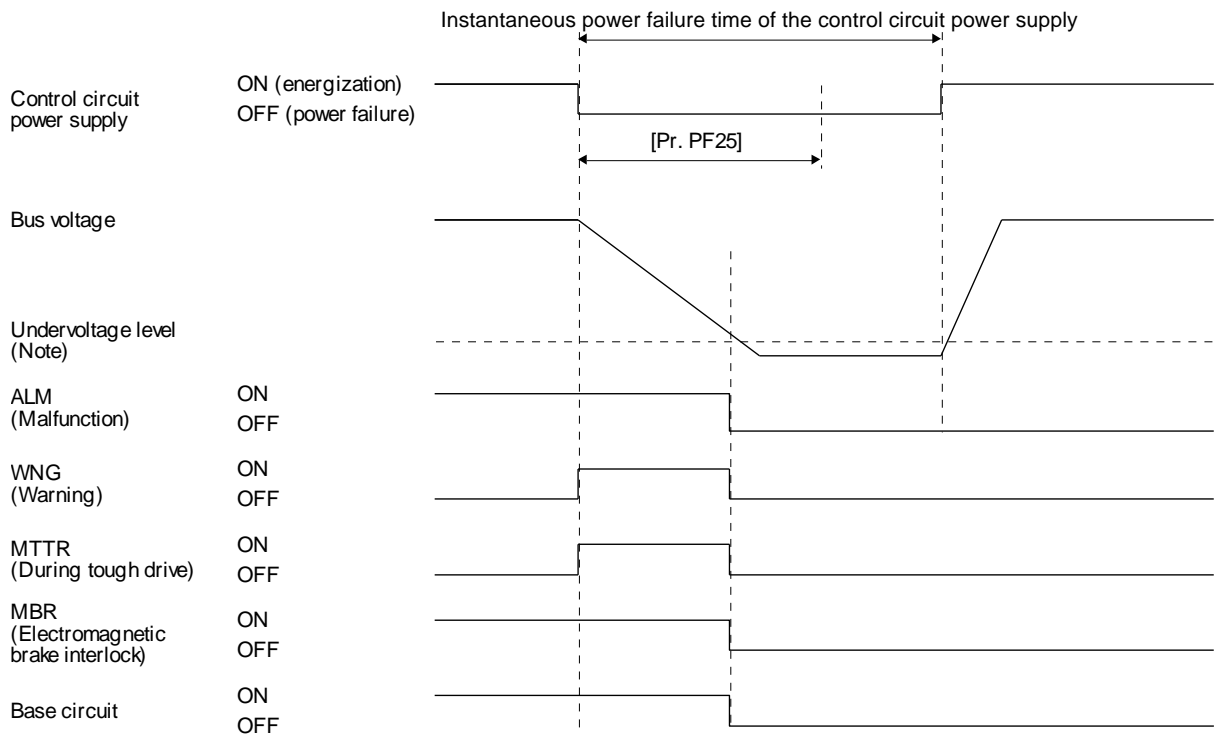 Instantaneous power failure time of the control circuit power supply
Control circuit
power supply
ON (energization)
OFF (power failure)
[Pr. PF25]
Bus voltage
Undervoltage level
(Note)
ALM
(Malfunction)
ON
OFF
WNG
(Warning)
ON
OFF
MTTR
(During tough drive)
ON
OFF
MBR
(Electromagnetic
brake interlock)
ON
OFF
Base circuit
ON
OFF